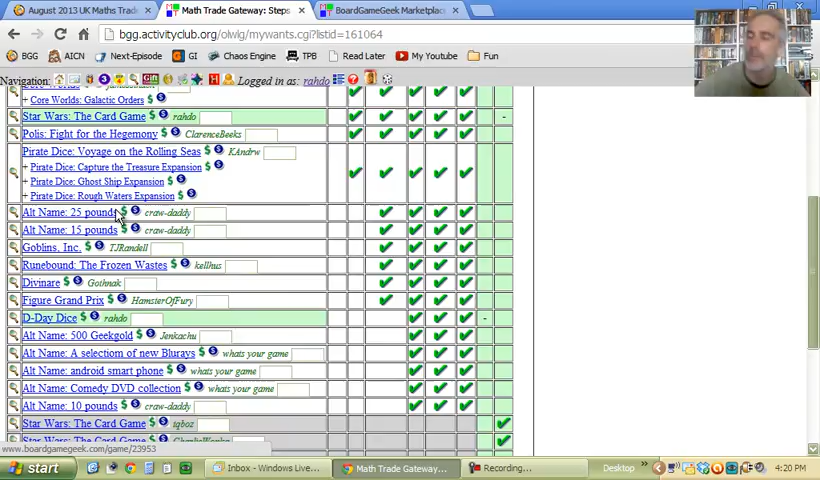 August 2013 UK Maths Trad
Math Trade Gateway: Steps
BoardGameGeek Marketplac
bgg.activityclub.org/olwlg/mywants.cgi?listid=161064
BGG AICN Next-Episode GI Chaos Engine TPB Read Later My Youtube Fun
Navigation: Logged in as: rahdo
+ Core Worlds: Galactic Orders $
Star Wars: The Card Game $ rahdo -
Polis: Fight for the Hegemony $ ClarenceBeeks
Pirate Dice: Voyage on the Rolling Seas $ KAndrw
+ Pirate Dice: Capture the Treasure Expansion $
+ Pirate Dice: Ghost Ship Expansion $
+ Pirate Dice: Rough Waters Expansion $
Alt Name: 25 pounds $ craw-daddy
Alt Name: 15 pounds $ craw-daddy
Goblins, Inc. $ TJRandell
Runebound: The Frozen Wastes $ kellhus
Divinare $ Gothnak
Figure Grand Prix $ HamsterOfFury
D-Day Dice $ rahdo -
Alt Name: 500 Geekgold $ Jenkachu
Alt Name: A selection of new Blurays $ whats your game
Alt Name: android smart phone $ whats your game
Alt Name: Comedy DVD collection $ whats your game
Alt Name: 10 pounds $ craw-daddy
Star Wars: The Card Game $ iqboz
Star Wars: The Card Game $
www.boardgamegeek.com/game/23953
start Inbox - Windows Live... Math Trade Gateway... Recording... Desktop 4:20 PM